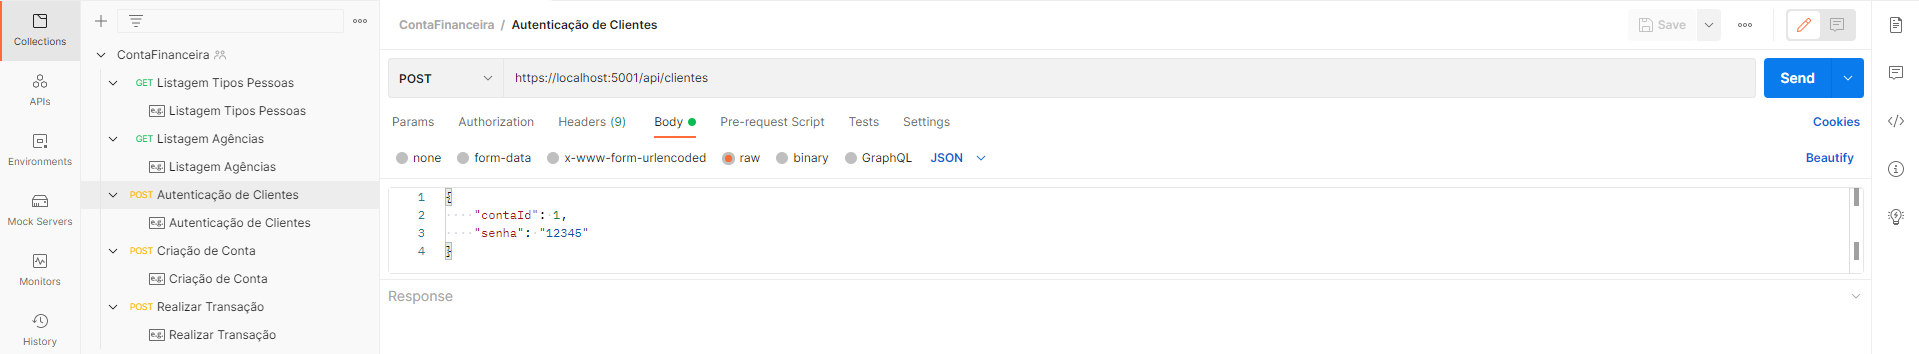 Collections
APIs
Environments
Mock Servers
Monitors
History
ContaFinanceira
GET Listagem Tipos Pessoas
e.g. Listagem Tipos Pessoas
GET Listagem Agências
e.g. Listagem Agências
POST Autenticação de Clientes
e.g. Autenticação de Clientes
POST Criação de Conta
e.g. Criação de Conta
POST Realizar Transação
e.g. Realizar Transação
ContaFinanceira / Autenticação de Clientes
Save
POST https://localhost:5001/api/clientes
Send
Params Authorization Headers (9) Body Pre-request Script Tests Settings Cookies
none form-data x-www-form-urlencoded raw binary GraphQL JSON Beautify
1 {
2 "contaId": 1,
3 "senha": "12345"
4 }
Response